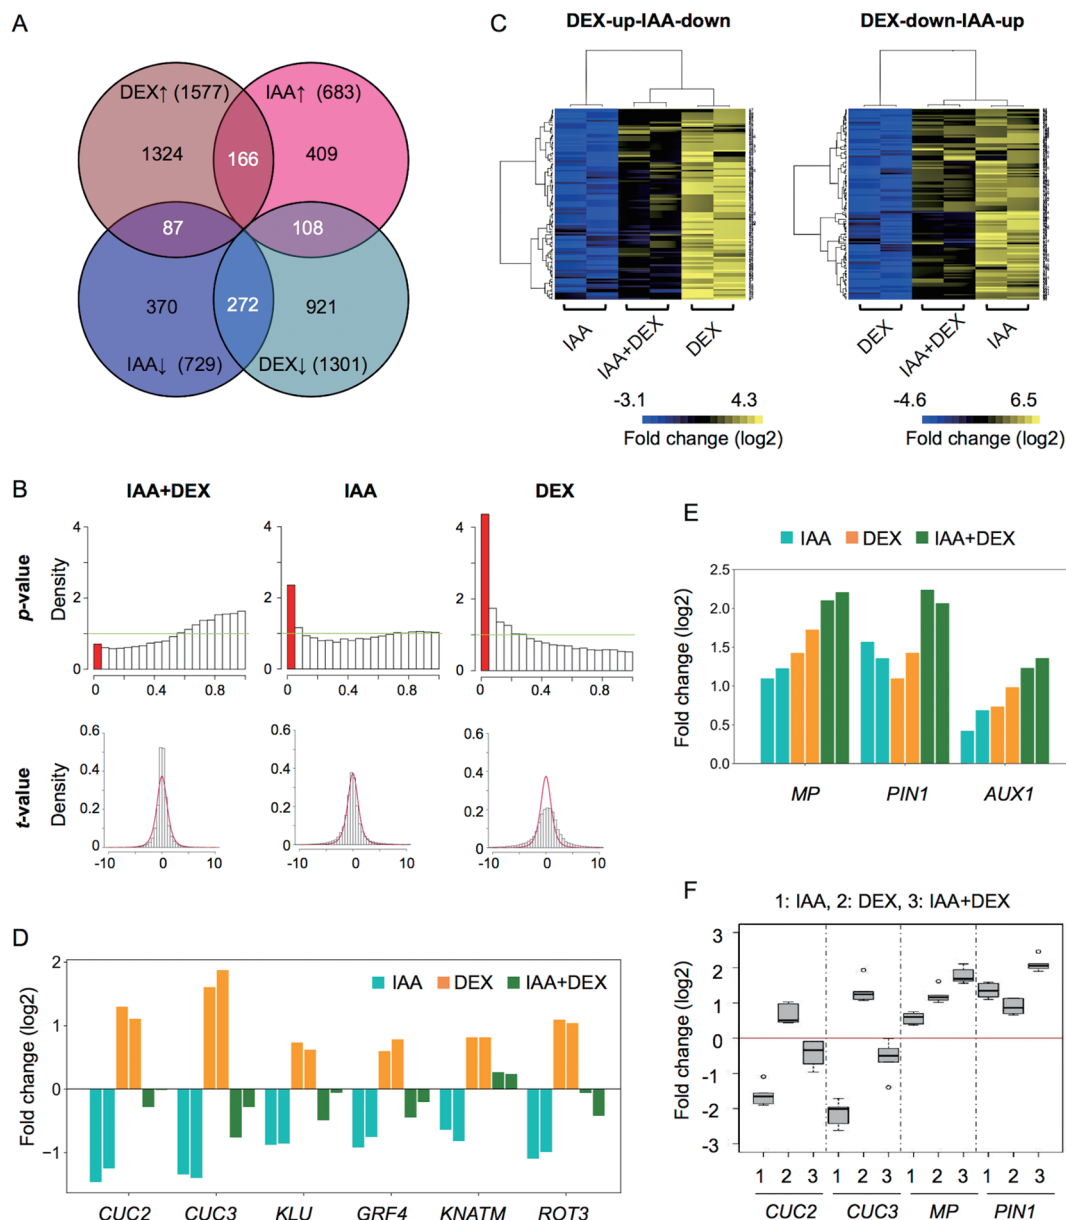 A
DEX↑ (1577)
IAA↑ (683)
1324
166
409
87
108
370
272
921
IAA↓ (729)
DEX↓ (1301)
C
DEX-up-IAA-down
DEX-down-IAA-up
IAA
IAA+DEX
DEX
DEX
IAA+DEX
IAA
-3.1
4.3
-4.6
6.5
Fold change (log2)
Fold change (log2)
B
IAA+DEX
IAA
DEX
p-value
Density
4
2
0
0
0.4
0.8
4
2
0
0
0.4
0.8
4
2
0
0
0.4
0.8
t-value
Density
0.6
0.4
0.2
0
-10
0
10
0.6
0.4
0.2
0
-10
0
10
0.6
0.4
0.2
0
-10
0
10
E
IAA
DEX
IAA+DEX
Fold change (log2)
2.5
2.0
1.5
1.0
0.5
0.0
MP
PIN1
AUX1
D
IAA
DEX
IAA+DEX
Fold change (log2)
2
1
0
−1
CUC2
CUC3
KLU
GRF4
KNATM
ROT3
F
1: IAA, 2: DEX, 3: IAA+DEX
Fold change (log2)
3
2
1
0
-1
-2
-3
1 2 3 1 2 3 1 2 3 1 2 3
CUC2
CUC3
MP
PIN1